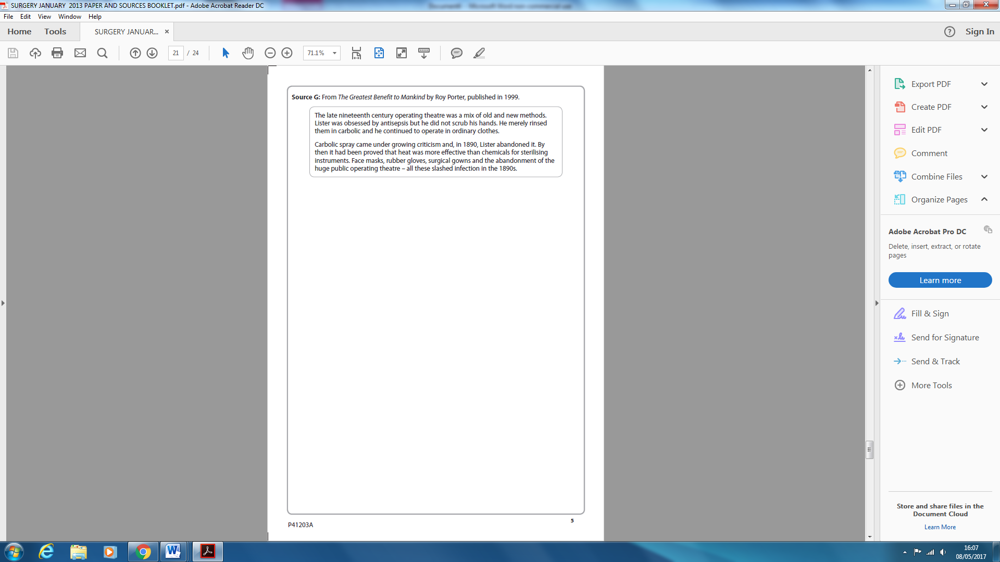 SURGERY JANUARY  2013 PAPER AND SOURCES BOOKLET.pdf - Adobe Acrobat Reader DC
File Edit View Window Help
Home Tools SURGERY JANUAR... × Sign In
21 / 24 71.1%
Source G: From The Greatest Benefit to Mankind by Roy Porter, published in 1999.
The late nineteenth century operating theatre was a mix of old and new methods.
Lister was obsessed by antisepsis but he did not scrub his hands. He merely rinsed
them in carbolic and he continued to operate in ordinary clothes.
Carbolic spray came under growing criticism and, in 1890, Lister abandoned it. By
then it had been proved that heat was more effective than chemicals for sterilising
instruments. Face masks, rubber gloves, surgical gowns and the abandonment of the
huge public operating theatre – all these slashed infection in the 1890s.
P41203A
5
Export PDF
Create PDF
Edit PDF
Comment
Combine Files
Organize Pages
Adobe Acrobat Pro DC
Delete, insert, extract, or rotate
pages
Learn more
Fill & Sign
Send for Signature
Send & Track
More Tools
Store and share files in the
Document Cloud
Learn More
16:07
08/05/2017